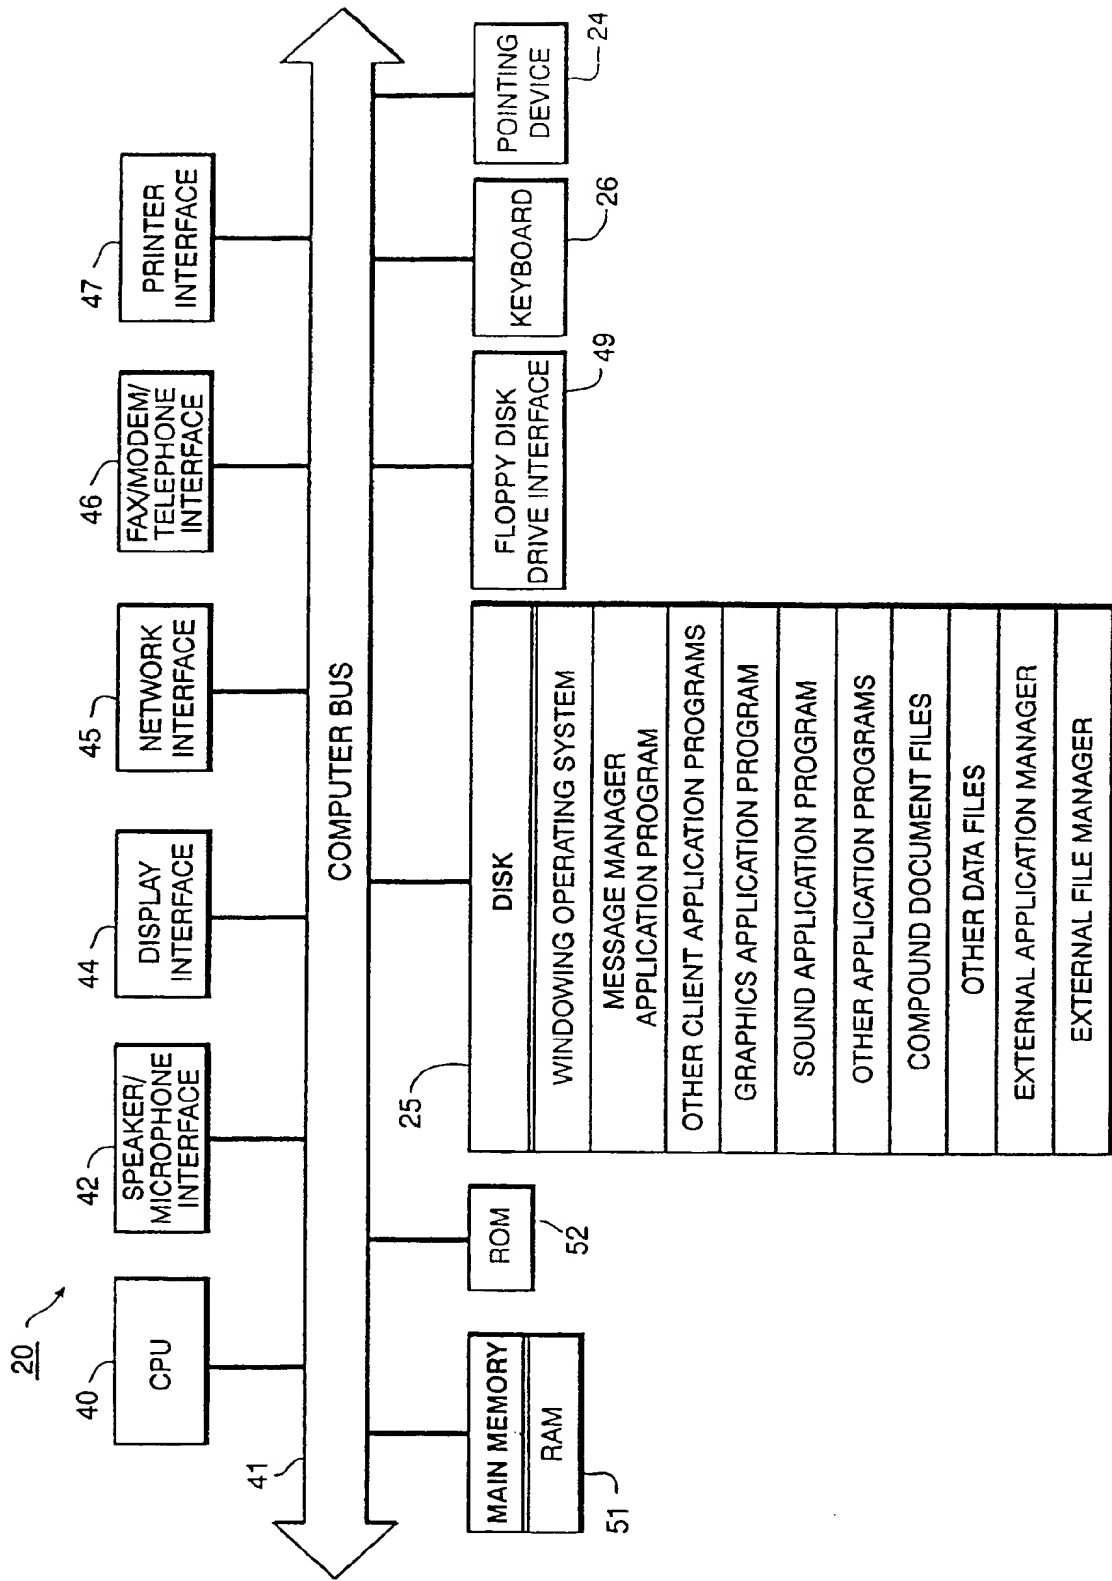 20
40
CPU
42
SPEAKER/
MICROPHONE
INTERFACE
44
DISPLAY
INTERFACE
45
NETWORK
INTERFACE
46
FAX/MODEM/
TELEPHONE
INTERFACE
47
PRINTER
INTERFACE
41
COMPUTER BUS
MAIN MEMORY
RAM
51
ROM
52
25
DISK
WINDOWING OPERATING SYSTEM
MESSAGE MANAGER
APPLICATION PROGRAM
OTHER CLIENT APPLICATION PROGRAMS
GRAPHICS APPLICATION PROGRAM
SOUND APPLICATION PROGRAM
OTHER APPLICATION PROGRAMS
COMPOUND DOCUMENT FILES
OTHER DATA FILES
EXTERNAL APPLICATION MANAGER
EXTERNAL FILE MANAGER
FLOPPY DISK
DRIVE INTERFACE
49
KEYBOARD
26
POINTING
DEVICE
24